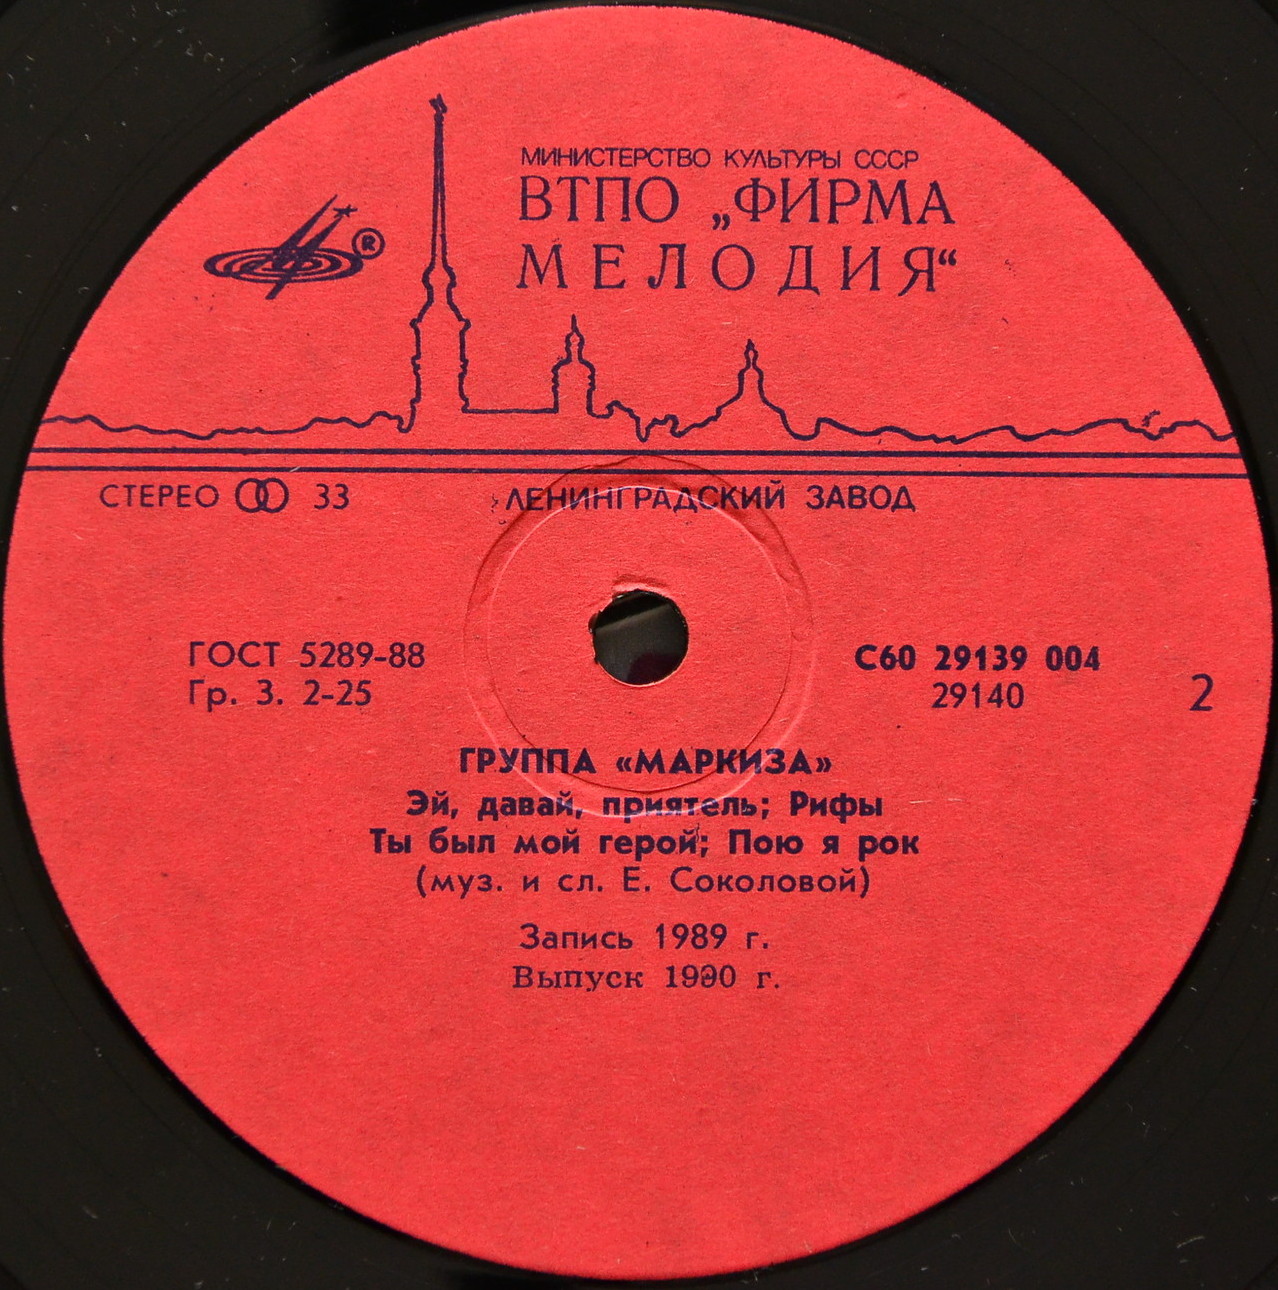 МИНИСТЕРСТВО КУЛЬТУРЫ СССР
ВТПО „ФИРМА
МЕЛОДИЯ“
®
СТЕРЕО 33
ЛЕНИНГРАДСКИЙ ЗАВОД
ГОСТ 5289-88
Гр. 3. 2-25
С60 29139 004
29140
2
ГРУППА «МАРКИЗА»
Эй, давай, приятель; Рифы
Ты был мой герой; Пою я рок
(муз. и сл. Е. Соколовой)
Запись 1989 г.
Выпуск 1990 г.